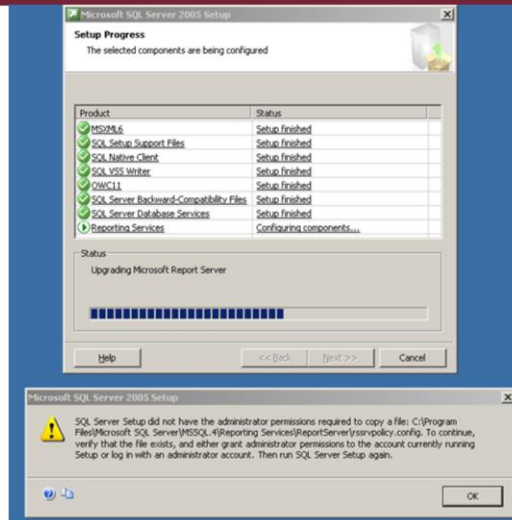 Microsoft SQL Server 2005 Setup
Setup Progress
The selected components are being configured
Product Status
MSXML6 Setup finished
SQL Setup Support Files Setup finished
SQL Native Client Setup finished
SQL VSS Writer Setup finished
OWC11 Setup finished
SQL Server Backward-Compatibility Files Setup finished
SQL Server Database Services Setup finished
Reporting Services Configuring components...
Status
Upgrading Microsoft Report Server
Help << Back Next >> Cancel
Microsoft SQL Server 2005 Setup
SQL Server Setup did not have the administrator permissions required to copy a file: C:\Program
Files\Microsoft SQL Server\MSSQL.4\Reporting Services\ReportServer\rssrvpolicy.config. To continue,
verify that the file exists, and either grant administrator permissions to the account currently running
Setup or log in with an administrator account. Then run SQL Server Setup again.
OK